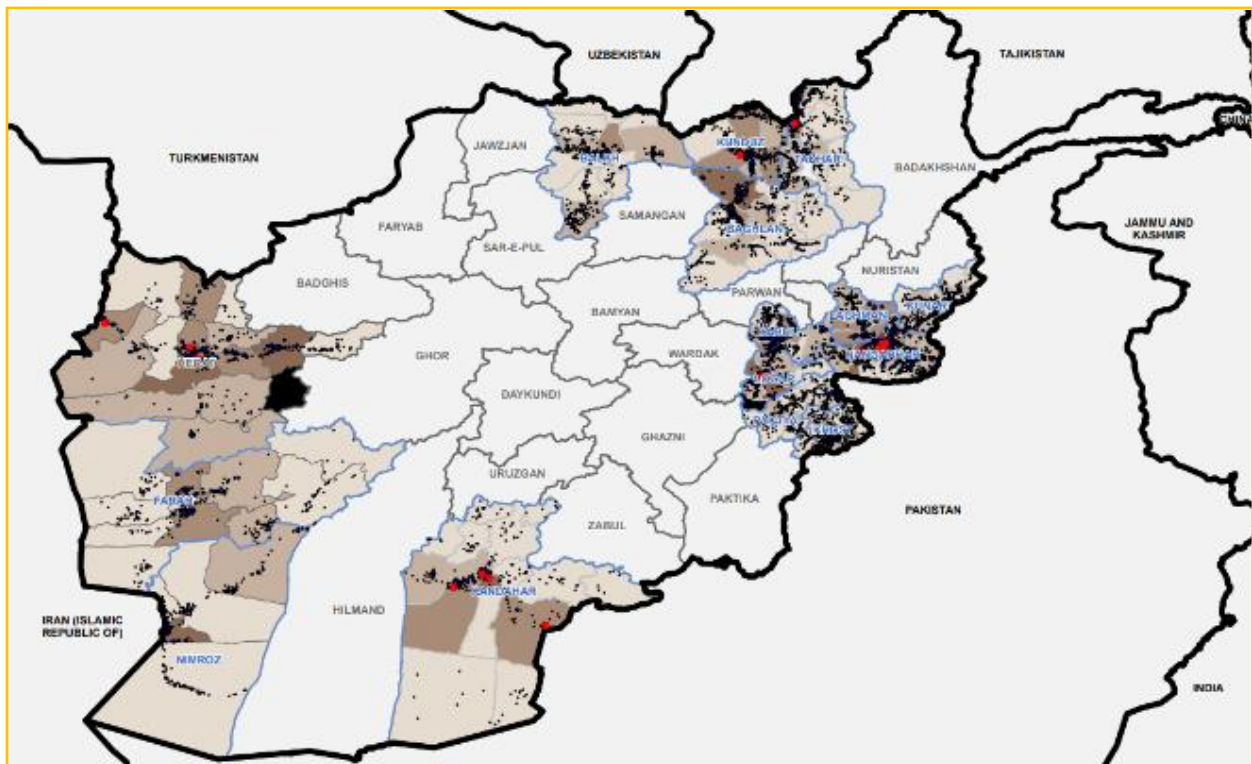 UZBEKISTAN
TAJIKISTAN
TURKMENISTAN
JAWZJAN
BALKH
KUNDUZ
TAKHAR
BADAKHSHAN
FARYAB
SAMANGAN
SAR-E-PUL
BAGHLAN
JAMMU AND
KASHMIR
BADGHIS
NURISTAN
PARWAN
KUNAR
BAMYAN
LAGHMAN
HERAT
GHOR
WARDAK
NANGARHAR
DAYKUNDI
GHAZNI
URUZGAN
PAKTIKA
FARAH
ZABUL
PAKISTAN
KANDAHAR
HILMAND
IRAN (ISLAMIC
REPUBLIC OF)
NIMROZ
INDIA